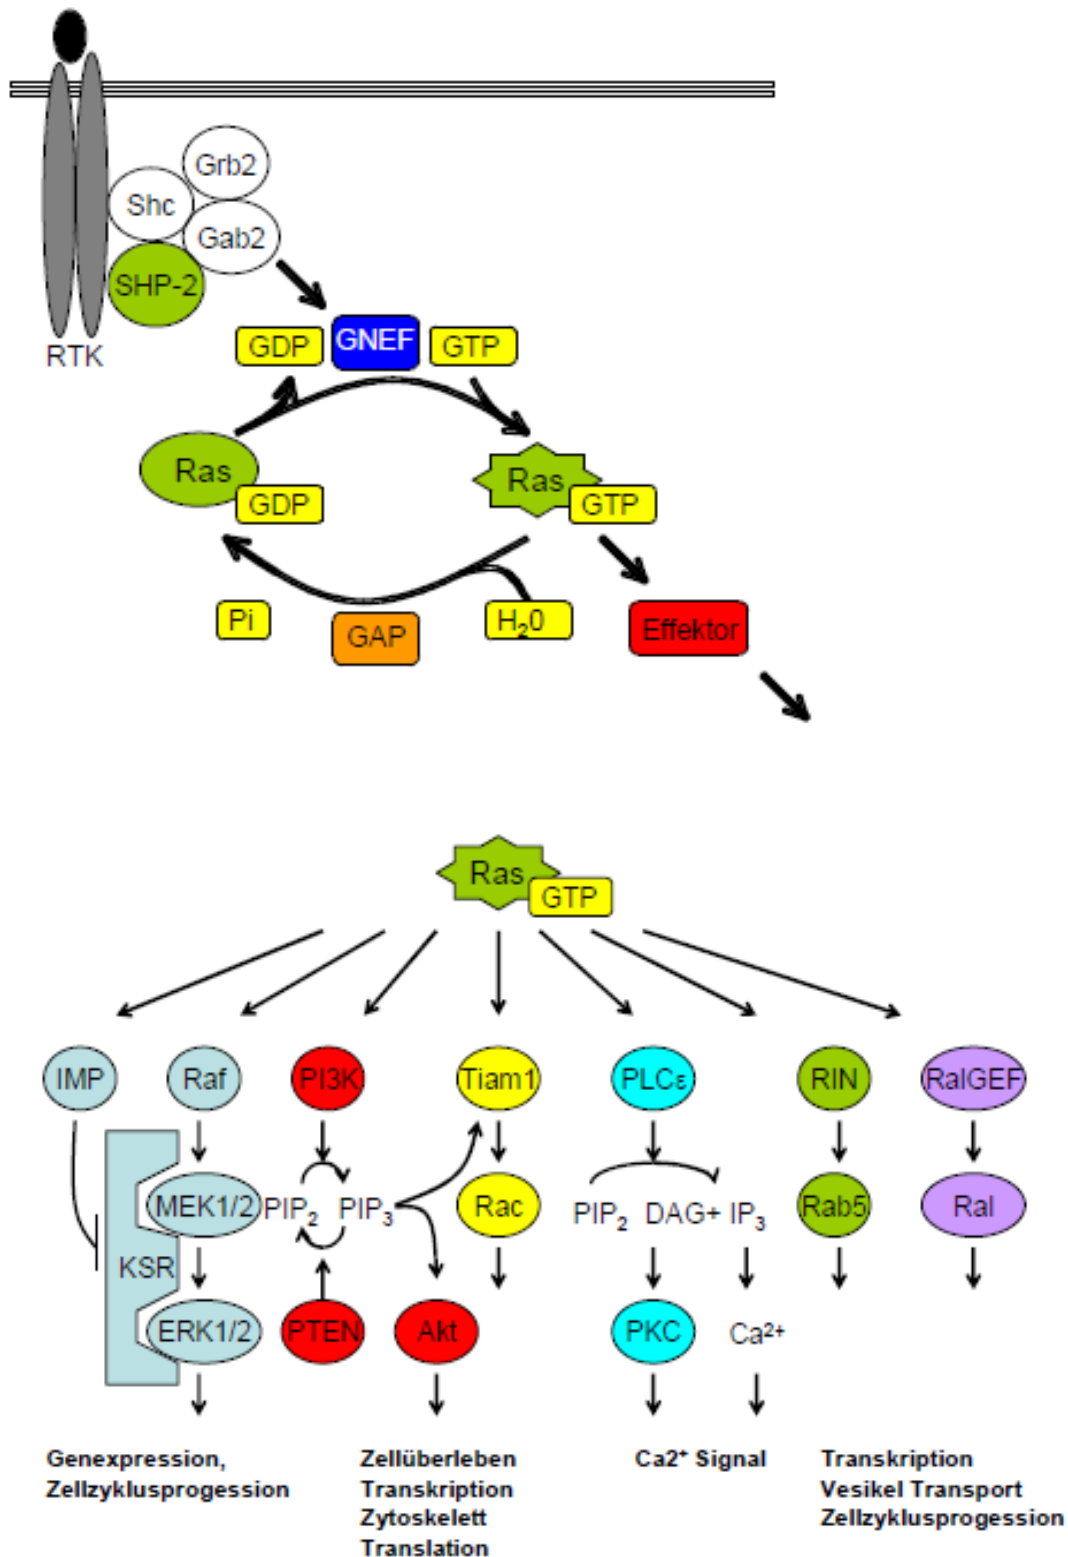 Grb2
Shc
Gab2
SHP-2
RTK
GDP GNEF GTP
Ras
GDP
Ras
GTP
Pi
GAP
H₂0
Effektor
Ras
GTP
IMP Raf PI3K Tiam1 PLCε RIN RalGEF
MEK1/2 PIP₂ PIP₃ Rac PIP₂ DAG+ IP₃ Rab5 Ral
KSR
ERK1/2 PTEN Akt PKC Ca²⁺
Genexpression,
Zellzyklusprogession
Zellüberleben
Transkription
Zytoskelett
Translation
Ca2⁺ Signal
Transkription
Vesikel Transport
Zellzyklusprogession